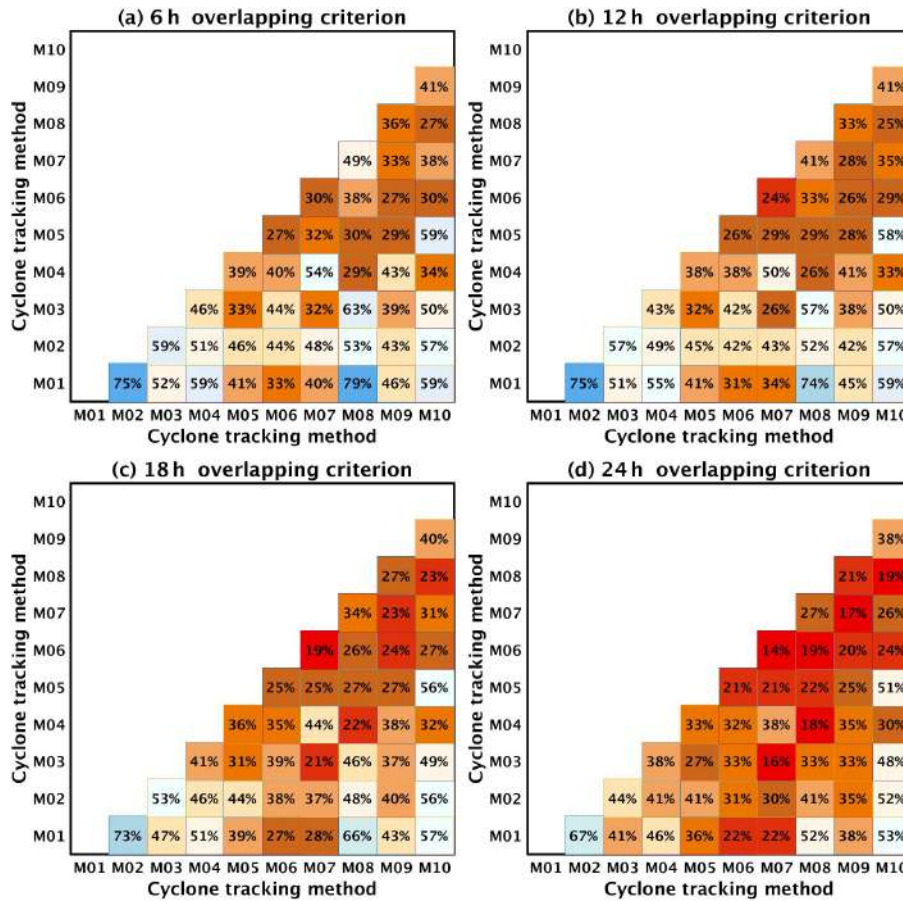 (a) 6 h overlapping criterion
(b) 12 h overlapping criterion
M10
M10
M09 41%
M09 41%
M08 36% 27%
M08 33% 25%
M07 49% 33% 38%
M07 41% 28% 35%
M06 30% 38% 27% 30%
M06 24% 33% 26% 29%
M05 27% 32% 30% 29% 59%
M05 26% 29% 29% 28% 58%
M04 39% 40% 54% 29% 43% 34%
M04 38% 38% 50% 26% 41% 33%
M03 46% 33% 44% 32% 63% 39% 50%
M03 43% 32% 42% 26% 57% 38% 50%
M02 59% 51% 46% 44% 48% 53% 43% 57%
M02 57% 49% 45% 42% 43% 52% 42% 57%
M01 75% 52% 59% 41% 33% 40% 79% 46% 59%
M01 75% 51% 55% 41% 31% 34% 74% 45% 59%
M01 M02 M03 M04 M05 M06 M07 M08 M09 M10
M01 M02 M03 M04 M05 M06 M07 M08 M09 M10
Cyclone tracking method
Cyclone tracking method
Cyclone tracking method
Cyclone tracking method
(c) 18 h overlapping criterion
(d) 24 h overlapping criterion
M10
M10
M09 40%
M09 38%
M08 27% 23%
M08 21% 19%
M07 34% 23% 31%
M07 27% 17% 26%
M06 19% 26% 24% 27%
M06 14% 19% 20% 24%
M05 25% 25% 27% 27% 56%
M05 21% 21% 22% 25% 51%
M04 36% 35% 44% 22% 38% 32%
M04 33% 32% 38% 18% 35% 30%
M03 41% 31% 39% 21% 46% 37% 49%
M03 38% 27% 33% 16% 33% 33% 48%
M02 53% 46% 44% 38% 37% 48% 40% 56%
M02 44% 41% 41% 31% 30% 41% 35% 52%
M01 73% 47% 51% 39% 27% 28% 66% 43% 57%
M01 67% 41% 46% 36% 22% 22% 52% 38% 53%
M01 M02 M03 M04 M05 M06 M07 M08 M09 M10
M01 M02 M03 M04 M05 M06 M07 M08 M09 M10
Cyclone tracking method
Cyclone tracking method
Cyclone tracking method
Cyclone tracking method